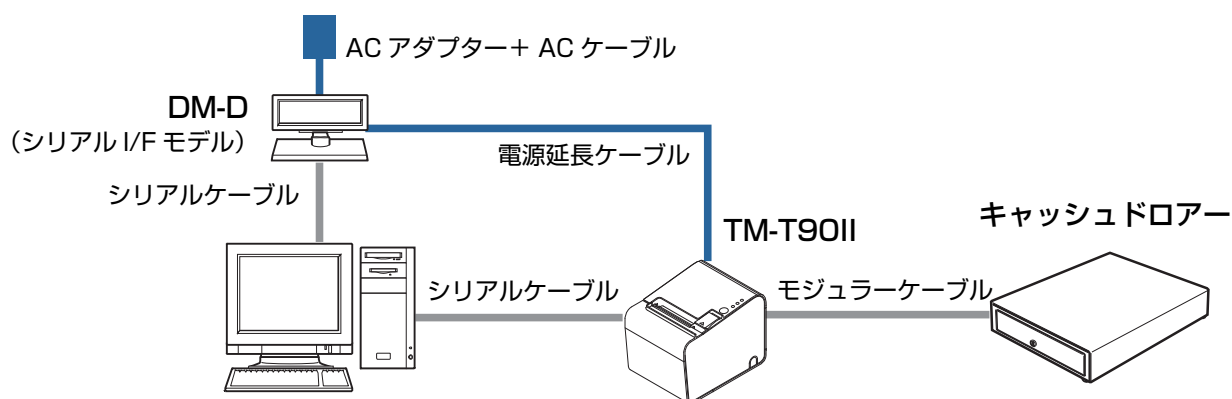 AC アダプター＋ AC ケーブル
DM-D
（シリアル I/F モデル）
電源延長ケーブル
シリアルケーブル
キャッシュドロアー
TM-T90II
シリアルケーブル
モジュラーケーブル